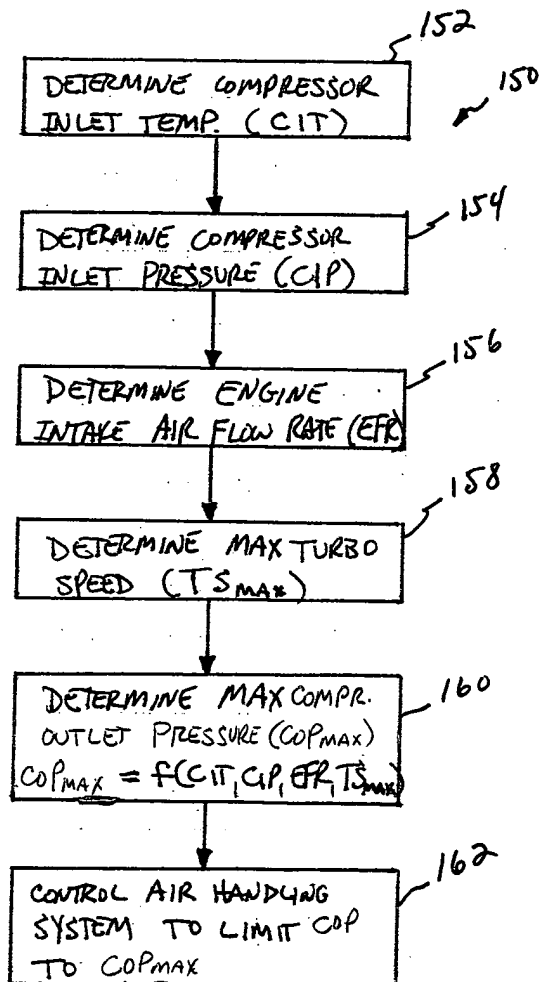 152
DETERMINE COMPRESSOR
INLET TEMP. (CIT)
150
154
DETERMINE COMPRESSOR
INLET PRESSURE (CIP)
156
DETERMINE ENGINE
INTAKE AIR FLOW RATE (EFR)
158
DETERMINE MAX TURBO
SPEED (TSMAX)
160
DETERMINE MAX COMPR.
OUTLET PRESSURE (COPMAX)
COPMAX = f(CIT, CIP, EFR, TSMAX)
162
CONTROL AIR HANDLING
SYSTEM TO LIMIT COP
TO COPMAX